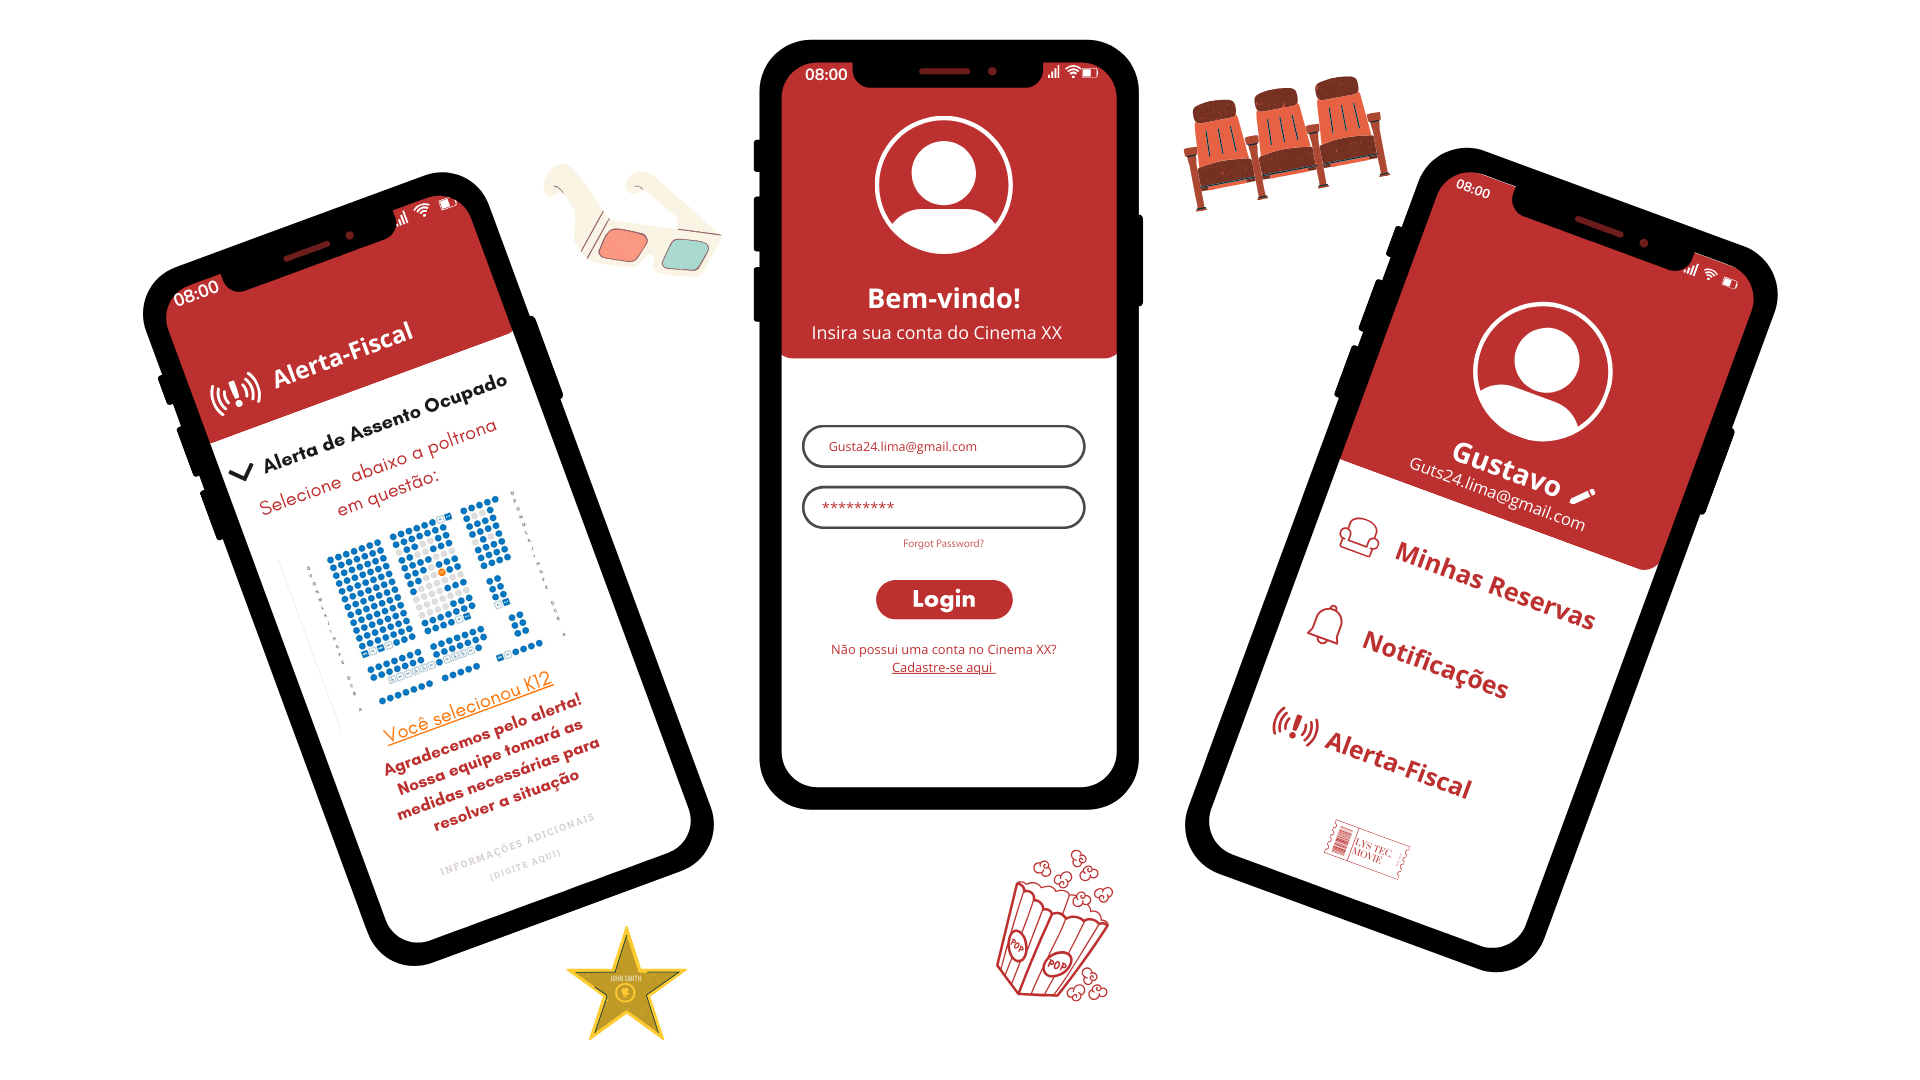 08:00
Alerta-Fiscal
Alerta de Assento Ocupado
Selecione abaixo a poltrona
em questão:
Você selecionou K12
Agradecemos pelo alerta!
Nossa equipe tomará as
medidas necessárias para
resolver a situação
INFORMAÇÕES ADICIONAIS
(DIGITE AQUI)
08:00
Bem-vindo!
Insira sua conta do Cinema XX
Gusta24.lima@gmail.com
*********
Forgot Password?
Login
Não possui uma conta no Cinema XX?
Cadastre-se aqui
08:00
Gustavo
Guts24.lima@gmail.com
Minhas Reservas
Notificações
Alerta-Fiscal
LYS TEC.
MOVIE
JOHN SMITH
POP
POP